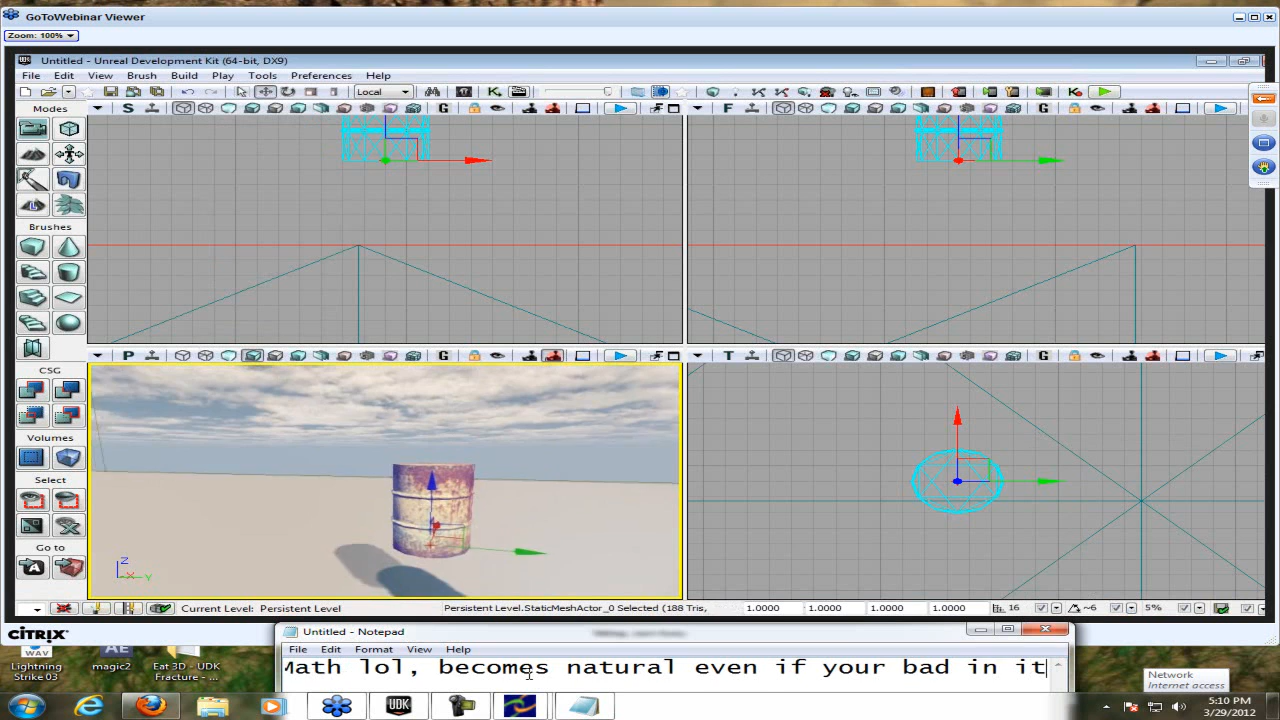 GoToWebinar Viewer
Zoom: 100%
Untitled - Unreal Development Kit (64-bit, DX9)
File Edit View Brush Build Play Tools Preferences Help
Local
Modes
S G
F G
Brushes
P G
T G
CSG
Volumes
Select
Go to
Z
X Y
Current Level: Persistent Level
Persistent Level.StaticMeshActor_0 Selected (188 Tris,
1.0000 1.0000 1.0000 1.0000 16 ~6 5%
CITRIX
Untitled - Notepad
File Edit Format View Help
Math lol, becomes natural even if your bad in it
WAV
AE
Lightning Strike 03
magic2
Eat 3D - UDK Fracture - ...
Network
Internet access
UDK
5:10 PM
3/29/2012